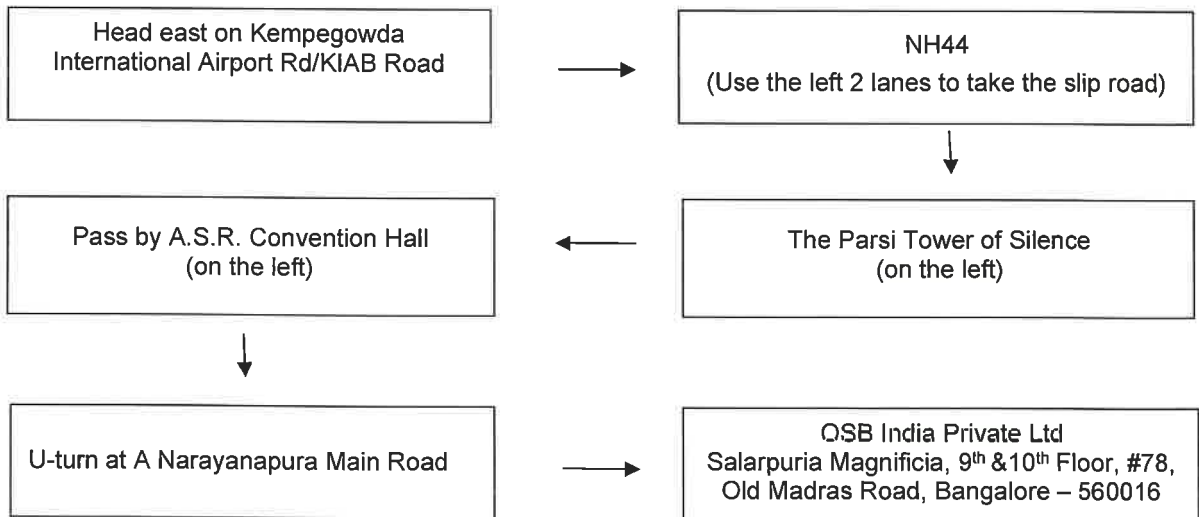 Head east on Kempegowda
International Airport Rd/KIAB Road
NH44
(Use the left 2 lanes to take the slip road)
The Parsi Tower of Silence
(on the left)
Pass by A.S.R. Convention Hall
(on the left)
U-turn at A Narayanapura Main Road
OSB India Private Ltd
Salarpuria Magnificia, 9th &10th Floor, #78,
Old Madras Road, Bangalore – 560016